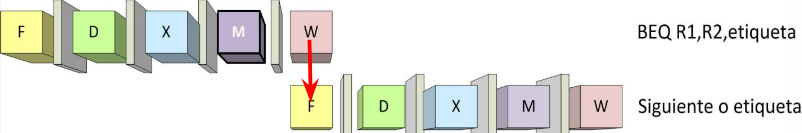 F D X M W BEQ R1,R2,etiqueta
F D X M W Siguiente o etiqueta